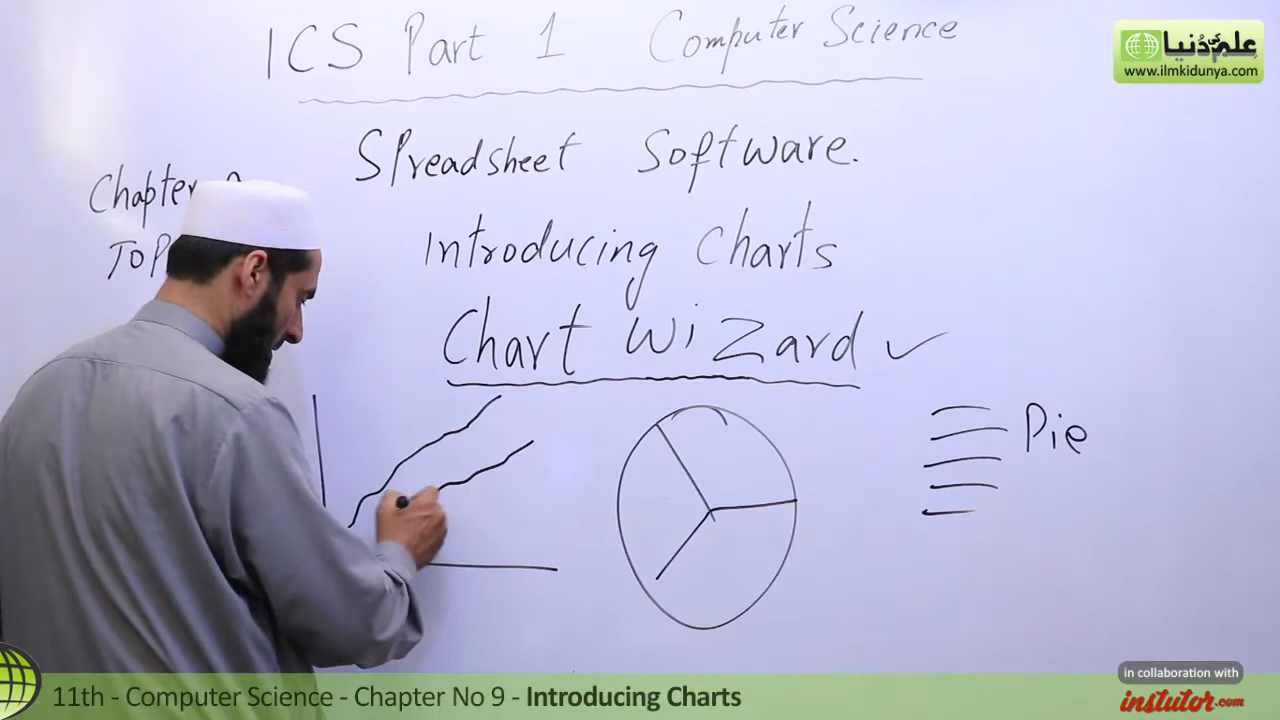 ICS Part 1 Computer Science
علم کی دُنیا
www.ilmkidunya.com
Spreadsheet Software.
Chapter
Introducing Charts
Chart Wizard
Pie
in collaboration with
instutor.com
11th - Computer Science - Chapter No 9 - Introducing Charts